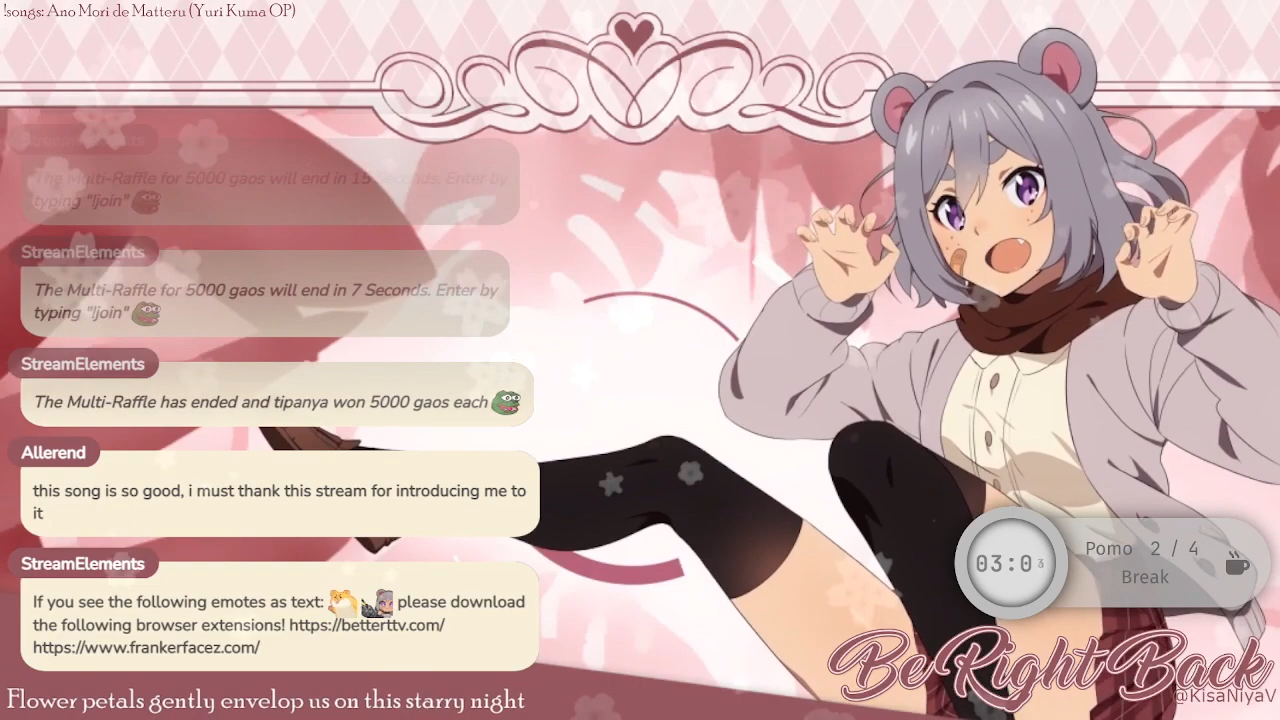 !songs: Ano Mori de Matteru (Yuri Kuma OP)
StreamElements
The Multi-Raffle for 5000 gaos will end in 15 Seconds. Enter by
typing "!join"
StreamElements
The Multi-Raffle for 5000 gaos will end in 7 Seconds. Enter by
typing "!join"
StreamElements
The Multi-Raffle has ended and tipanya won 5000 gaos each
Allerend
this song is so good, i must thank this stream for introducing me to
it
StreamElements
If you see the following emotes as text: please download
the following browser extensions! https://betterttv.com/
https://www.frankerfacez.com/
03:03
Pomo 2 / 4
Break
Be Right Back
@KisaNiyaV
Flower petals gently envelop us on this starry night